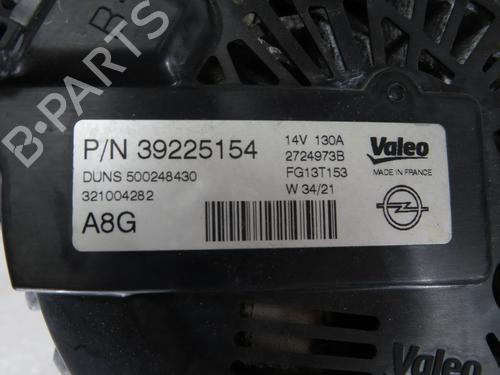 B-PARTS
P/N 39225154
DUNS 500248430
321004282
A8G
14V 130A
2724973B
FG13T153
W 34/21
Valeo
MADE IN FRANCE
Valeo